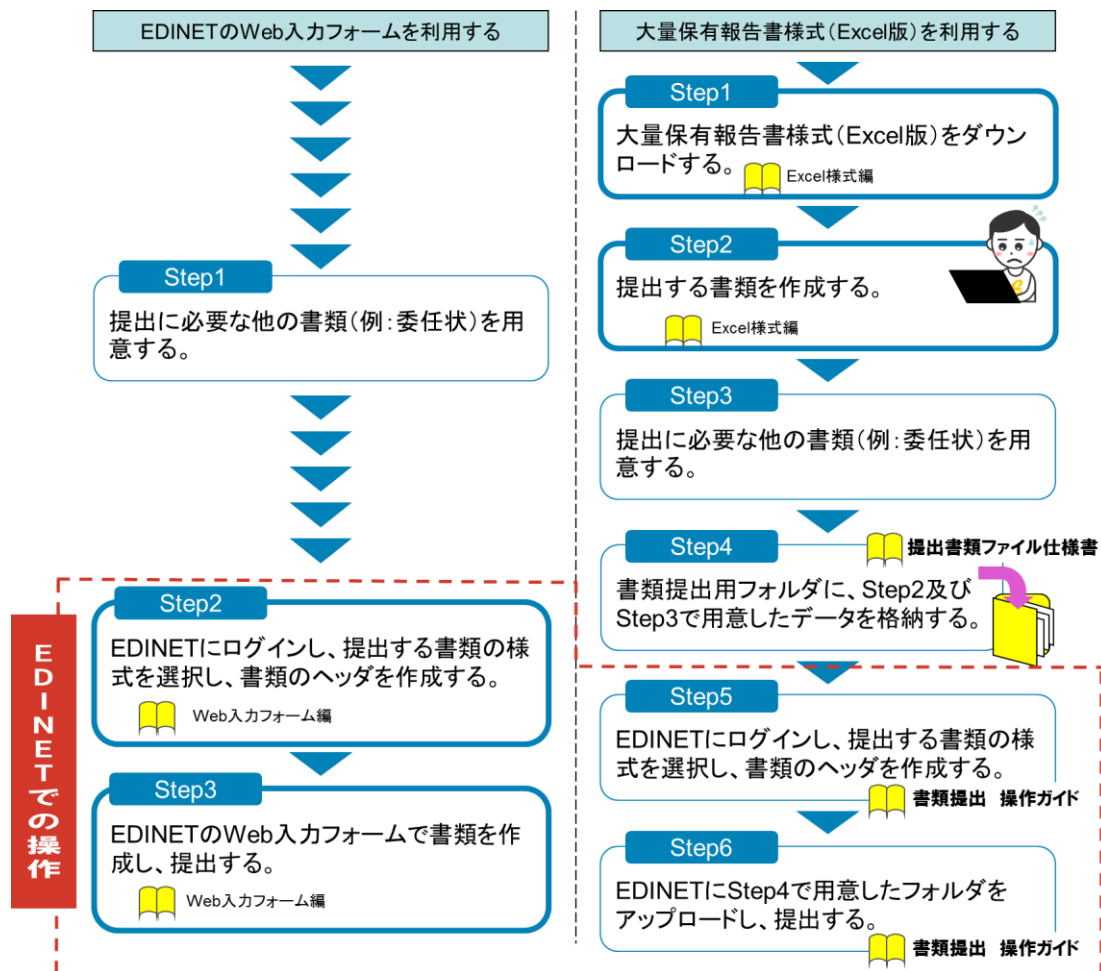 EDINETのWeb入力フォームを利用する
Step1
提出に必要な他の書類(例:委任状)を用
意する。
EDINETでの操作
Step2
EDINETにログインし、提出する書類の様
式を選択し、書類のヘッダを作成する。
Web入力フォーム編
Step3
EDINETのWeb入力フォームで書類を作
成し、提出する。
Web入力フォーム編
大量保有報告書様式(Excel版)を利用する
Step1
大量保有報告書様式(Excel版)をダウン
ロードする。
Excel様式編
Step2
提出する書類を作成する。
Excel様式編
Step3
提出に必要な他の書類(例:委任状)を用
意する。
Step4
提出書類ファイル仕様書
書類提出用フォルダに、Step2及び
Step3で用意したデータを格納する。
Step5
EDINETにログインし、提出する書類の様
式を選択し、書類のヘッダを作成する。
書類提出 操作ガイド
Step6
EDINETにStep4で用意したフォルダを
アップロードし、提出する。
書類提出 操作ガイド